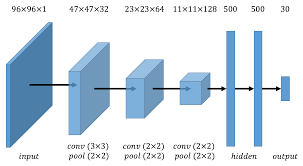 96×96×1 47×47×32 23×23×64 11×11×128 500 500 30
conv (3×3) conv (2×2) conv (2×2)
input pool (2×2) pool (2×2) pool (2×2) hidden output